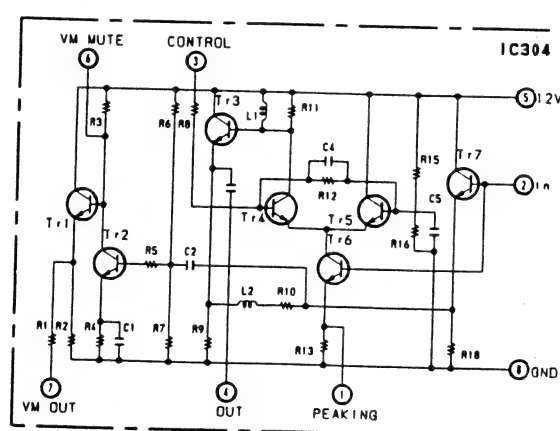 VM MUTE
CONTROL
IC304
6
3
Tr3
5
12V
R3
R6
R8
L1
R11
C4
R15
Tr7
R12
2
In
Tr1
Tr2
Tr4
Tr5
C5
R16
Tr6
R5
C2
L2
R10
R1
R2
R4
C1
R7
R9
R13
R18
8
GND
7
4
1
VM OUT
OUT
PEAKING